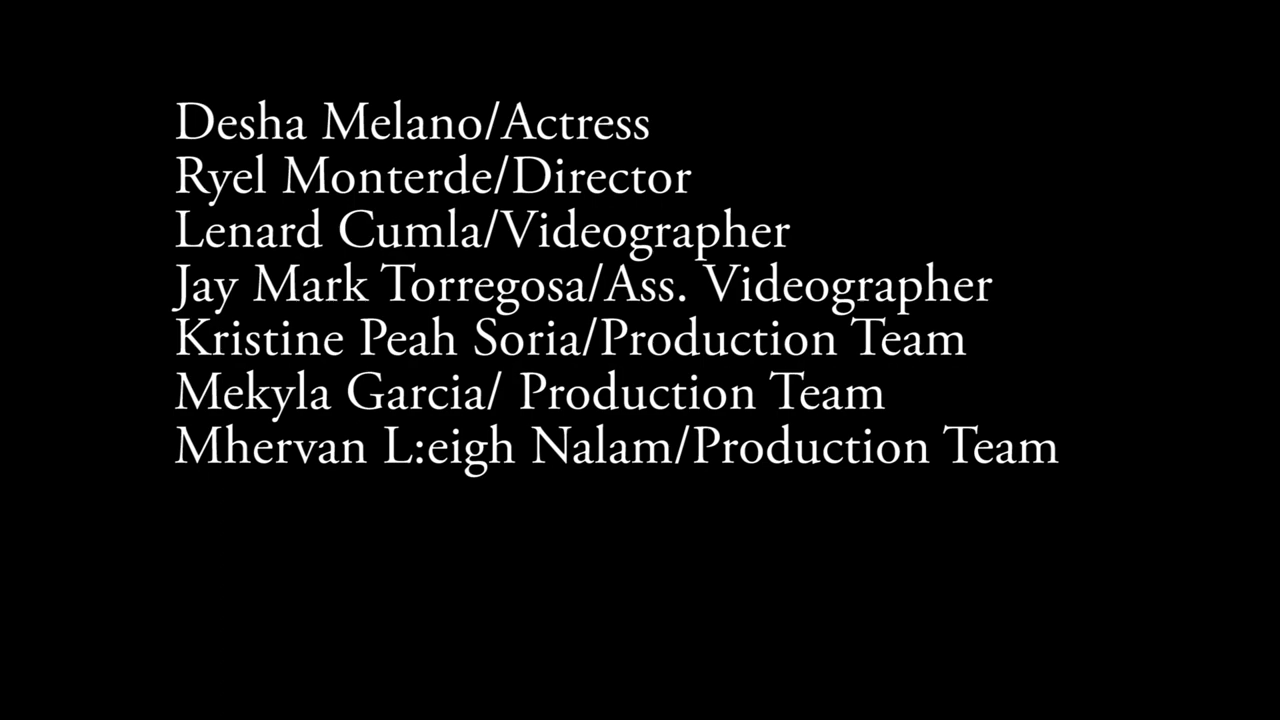 Desha Melano/Actress
Ryel Monterde/Director
Lenard Cumla/Videographer
Jay Mark Torregosa/Ass. Videographer
Kristine Peah Soria/Production Team
Mekyla Garcia/ Production Team
Mhervan L:eigh Nalam/Production Team